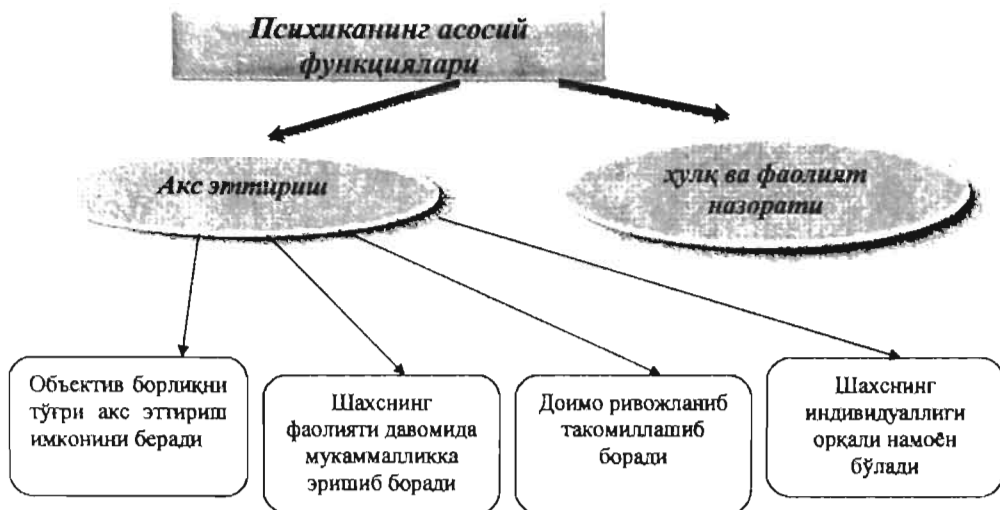 Психиканинг асосий
функциялари
Акс эттириш
ҳулқ ва фаолият
назорати
Объектив борлиқни
тўғри акс эттириш
имконини беради
Шахснинг
фаолияти давомида
мукаммалликка
эришиб боради
Доимо ривожланиб
такомиллашиб
боради
Шахснинг
индивидуаллиги
орқали намоён
бўлади